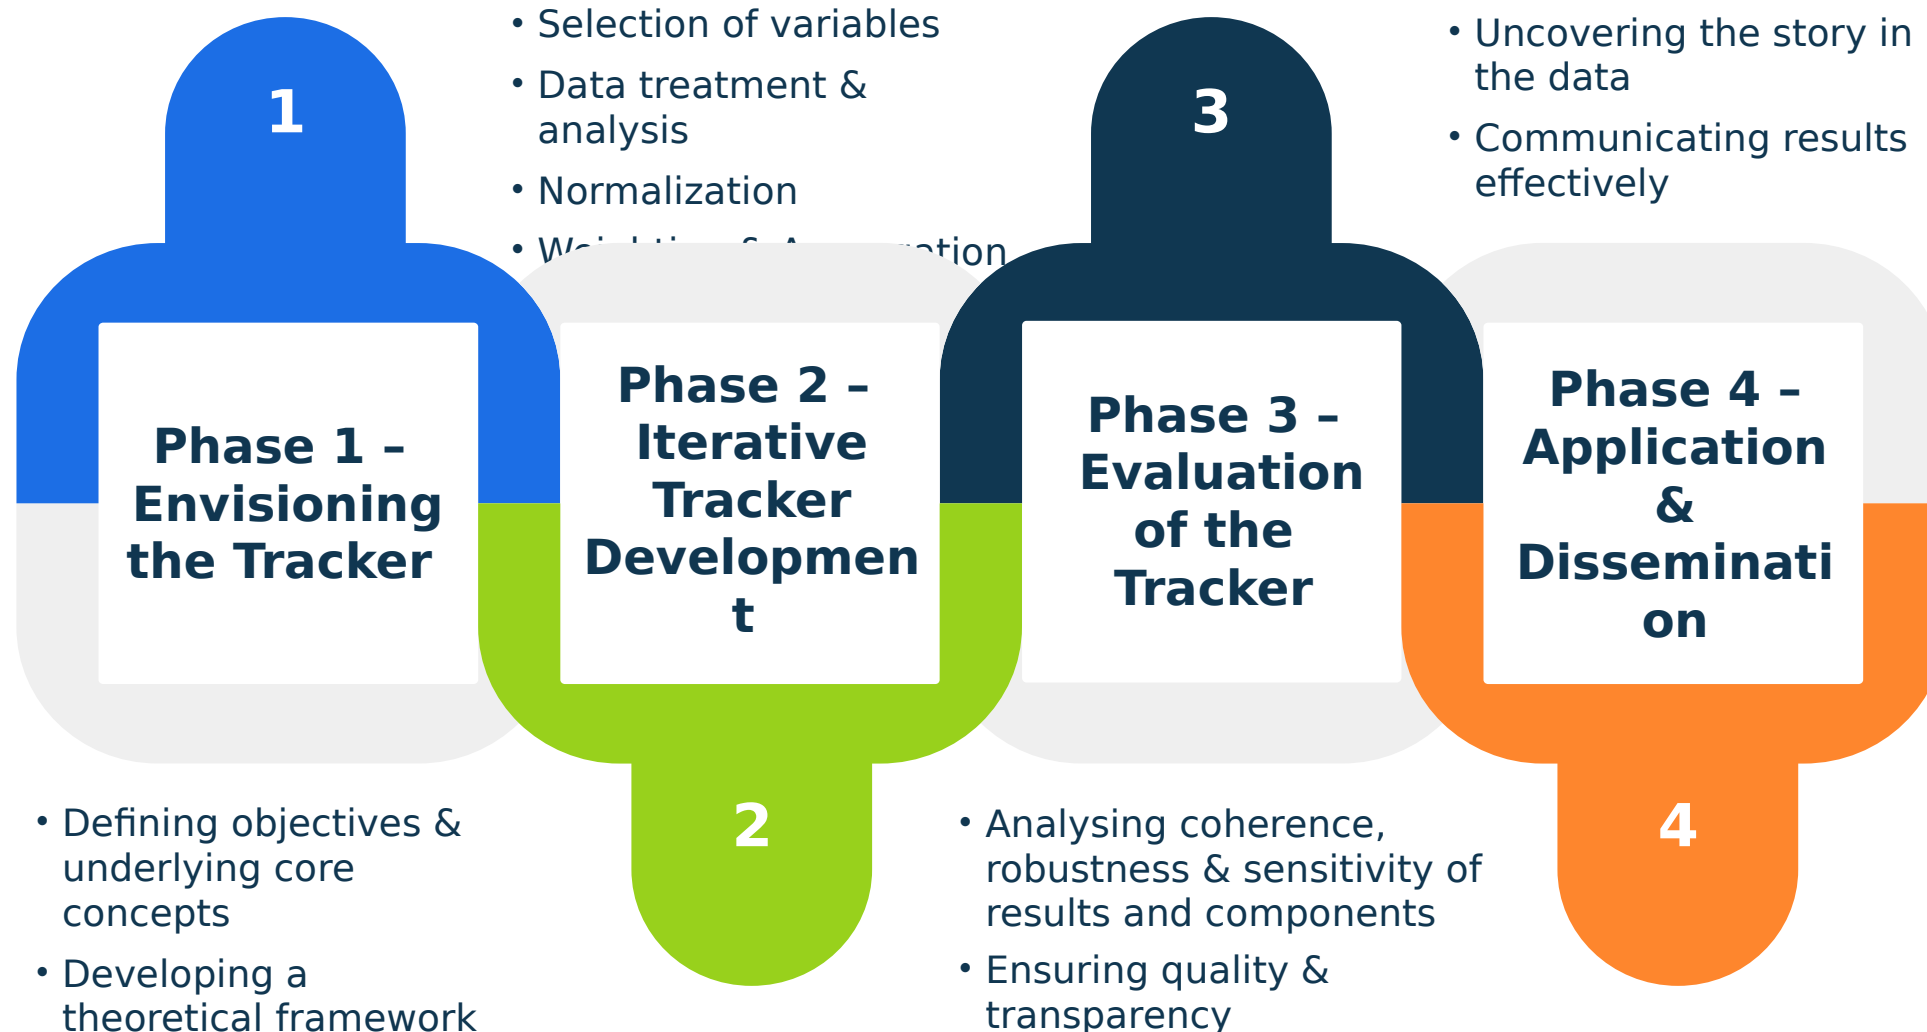 1
• Selection of variables
• Data treatment &
analysis
• Normalization
• Weighting & Aggregation
3
• Uncovering the story in
the data
• Communicating results
effectively
Phase 1 –
Envisioning
the Tracker
Phase 2 –
Iterative
Tracker
Developmen
t
Phase 3 –
Evaluation
of the
Tracker
Phase 4 –
Application
&
Disseminati
on
• Defining objectives &
underlying core
concepts
• Developing a
theoretical framework
2
• Analysing coherence,
robustness & sensitivity of
results and components
• Ensuring quality &
transparency
4